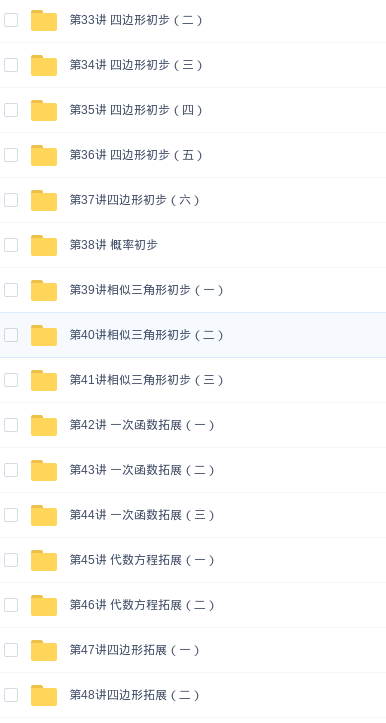 第33讲 四边形初步（二）
第34讲 四边形初步（三）
第35讲 四边形初步（四）
第36讲 四边形初步（五）
第37讲四边形初步（六）
第38讲 概率初步
第39讲相似三角形初步（一）
第40讲相似三角形初步（二）
第41讲相似三角形初步（三）
第42讲 一次函数拓展（一）
第43讲 一次函数拓展（二）
第44讲 一次函数拓展（三）
第45讲 代数方程拓展（一）
第46讲 代数方程拓展（二）
第47讲四边形拓展（一）
第48讲四边形拓展（二）